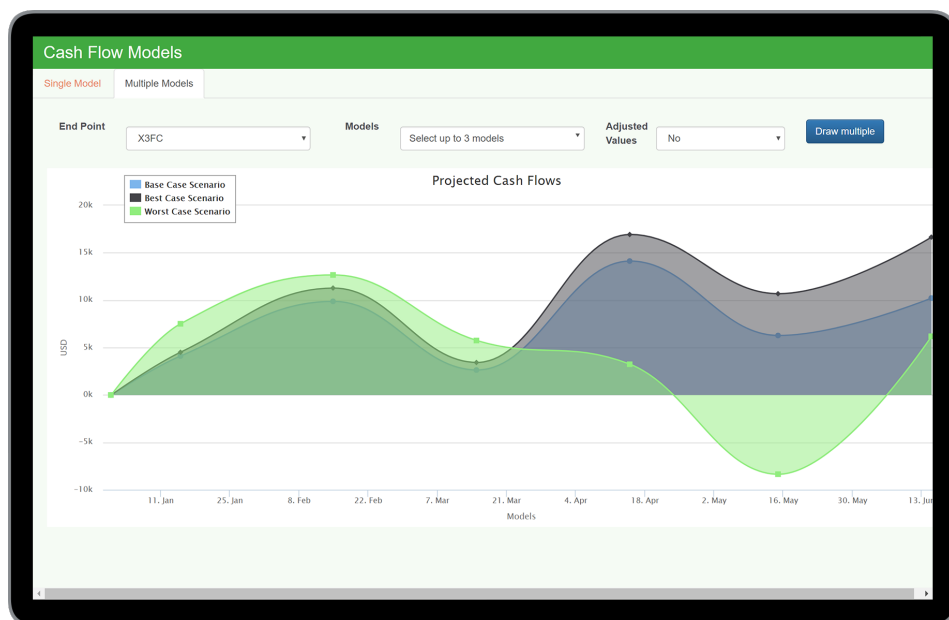 Cash Flow Models
Single Model
Multiple Models
End Point
X3FC
Models
Select up to 3 models
Adjusted
Values
No
Draw multiple
Projected Cash Flows
Base Case Scenario
Best Case Scenario
Worst Case Scenario
20k
15k
10k
5k
0k
−5k
−10k
USD
11. Jan
25. Jan
8. Feb
22. Feb
7. Mar
21. Mar
4. Apr
18. Apr
2. May
16. May
30. May
13. Jun
Models